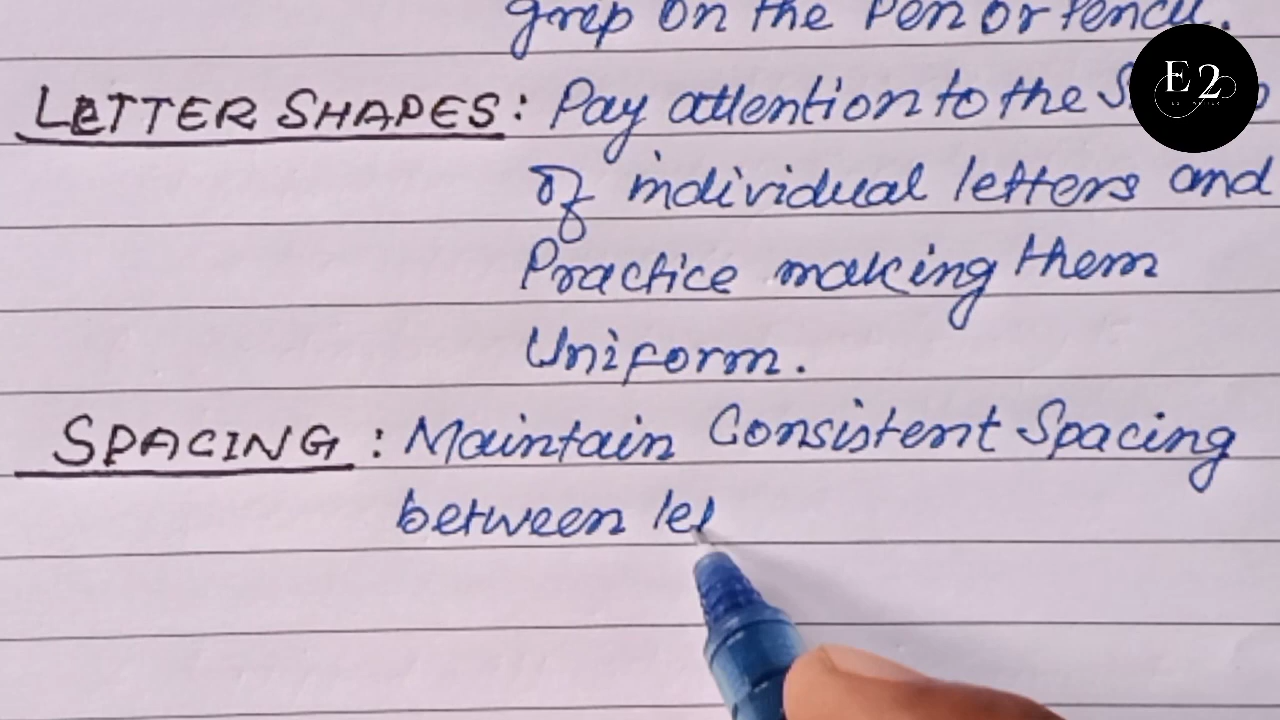 grip on the Pen or Pencil.
LETTER SHAPES: Pay attention to the
of individual letters and
Practice making them
Uniform.
SPACING: Maintain Consistent Spacing
between let
E2